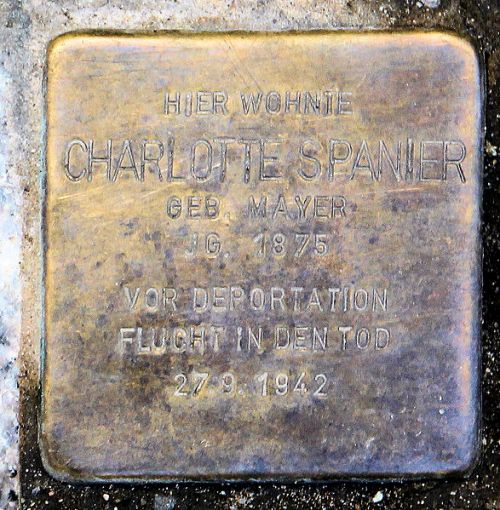 HIER WOHNTE
CHARLOTTE SPANIER
GEB. MAYER
JG. 1875
VOR DEPORTATION
FLUCHT IN DEN TOD
27.9.1942